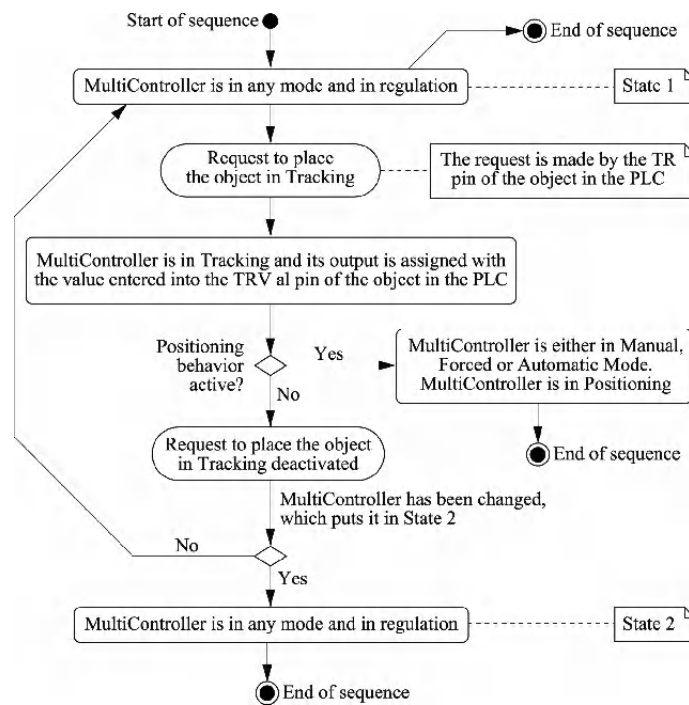 Start of sequence
End of sequence
MultiController is in any mode and in regulation
State 1
Request to place
the object in Tracking
The request is made by the TR
pin of the object in the PLC
MultiController is in Tracking and its output is assigned with
the value entered into the TRV al pin of the object in the PLC
Positioning
behavior
active?
Yes
MultiController is either in Manual,
Forced or Automatic Mode.
MultiController is in Positioning
No
End of sequence
Request to place the object
in Tracking deactivated
MultiController has been changed,
which puts it in State 2
No
Yes
MultiController is in any mode and in regulation
State 2
End of sequence